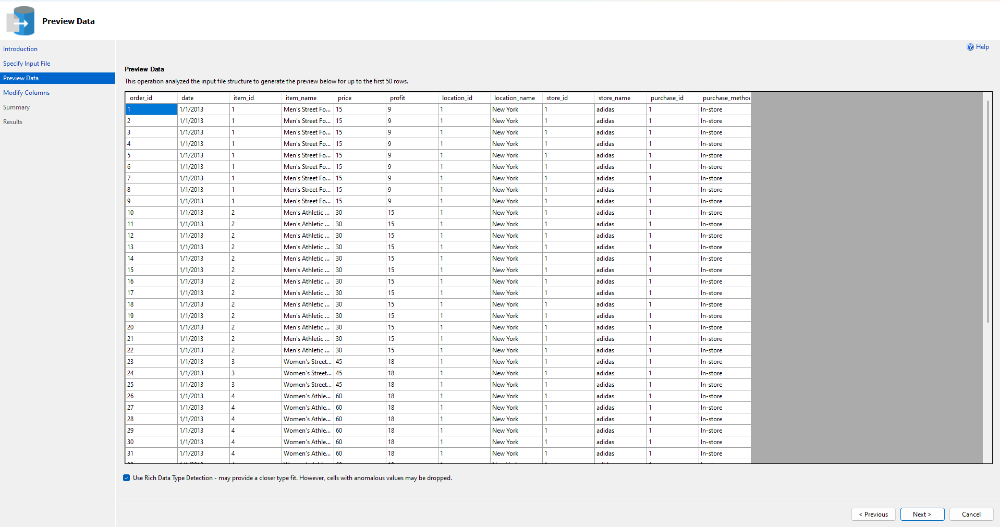 Preview Data
Introduction
Specify Input File
Preview Data
Modify Columns
Summary
Results
Help
Preview Data
This operation analyzed the input file structure to generate the preview below for up to the first 50 rows.
order_id date item_id item_name price profit location_id location_name store_id store_name purchase_id purchase_metho
1 1/1/2013 1 Men's Street Fo... 15 9 1 New York 1 adidas 1 In-store
2 1/1/2013 1 Men's Street Fo... 15 9 1 New York 1 adidas 1 In-store
3 1/1/2013 1 Men's Street Fo... 15 9 1 New York 1 adidas 1 In-store
4 1/1/2013 1 Men's Street Fo... 15 9 1 New York 1 adidas 1 In-store
5 1/1/2013 1 Men's Street Fo... 15 9 1 New York 1 adidas 1 In-store
6 1/1/2013 1 Men's Street Fo... 15 9 1 New York 1 adidas 1 In-store
7 1/1/2013 1 Men's Street Fo... 15 9 1 New York 1 adidas 1 In-store
8 1/1/2013 1 Men's Street Fo... 15 9 1 New York 1 adidas 1 In-store
9 1/1/2013 1 Men's Street Fo... 15 9 1 New York 1 adidas 1 In-store
10 1/1/2013 2 Men's Athletic ... 30 15 1 New York 1 adidas 1 In-store
11 1/1/2013 2 Men's Athletic ... 30 15 1 New York 1 adidas 1 In-store
12 1/1/2013 2 Men's Athletic ... 30 15 1 New York 1 adidas 1 In-store
13 1/1/2013 2 Men's Athletic ... 30 15 1 New York 1 adidas 1 In-store
14 1/1/2013 2 Men's Athletic ... 30 15 1 New York 1 adidas 1 In-store
15 1/1/2013 2 Men's Athletic ... 30 15 1 New York 1 adidas 1 In-store
16 1/1/2013 2 Men's Athletic ... 30 15 1 New York 1 adidas 1 In-store
17 1/1/2013 2 Men's Athletic ... 30 15 1 New York 1 adidas 1 In-store
18 1/1/2013 2 Men's Athletic ... 30 15 1 New York 1 adidas 1 In-store
19 1/1/2013 2 Men's Athletic ... 30 15 1 New York 1 adidas 1 In-store
20 1/1/2013 2 Men's Athletic ... 30 15 1 New York 1 adidas 1 In-store
21 1/1/2013 2 Men's Athletic ... 30 15 1 New York 1 adidas 1 In-store
22 1/1/2013 2 Men's Athletic ... 30 15 1 New York 1 adidas 1 In-store
23 1/1/2013 3 Women's Street... 45 18 1 New York 1 adidas 1 In-store
24 1/1/2013 3 Women's Street... 45 18 1 New York 1 adidas 1 In-store
25 1/1/2013 3 Women's Street... 45 18 1 New York 1 adidas 1 In-store
26 1/1/2013 4 Women's Athle... 60 18 1 New York 1 adidas 1 In-store
27 1/1/2013 4 Women's Athle... 60 18 1 New York 1 adidas 1 In-store
28 1/1/2013 4 Women's Athle... 60 18 1 New York 1 adidas 1 In-store
29 1/1/2013 4 Women's Athle... 60 18 1 New York 1 adidas 1 In-store
30 1/1/2013 4 Women's Athle... 60 18 1 New York 1 adidas 1 In-store
31 1/1/2013 4 Women's Athle... 60 18 1 New York 1 adidas 1 In-store
Use Rich Data Type Detection - may provide a closer type fit. However, cells with anomalous values may be dropped.
< Previous
Next >
Cancel